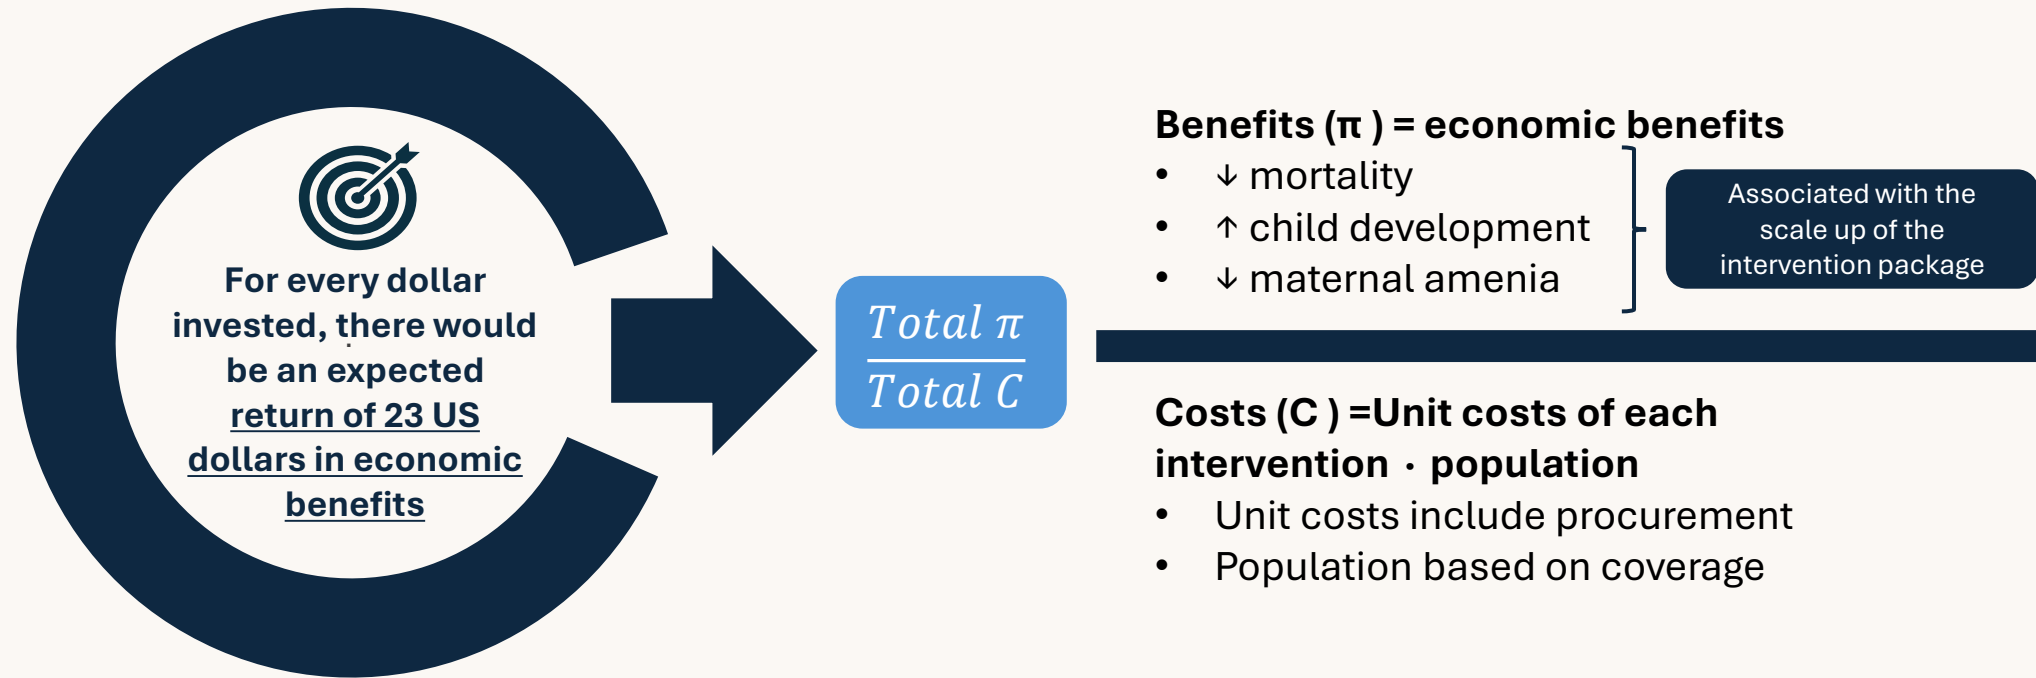 For every dollar
invested, there would
be an expected
return of 23 US
dollars in economic
benefits
Total π
Total C
Benefits (π ) = economic benefits
• ↓ mortality
• ↑ child development
• ↓ maternal amenia
Associated with the
scale up of the
intervention package
Costs (C ) =Unit costs of each
intervention · population
• Unit costs include procurement
• Population based on coverage